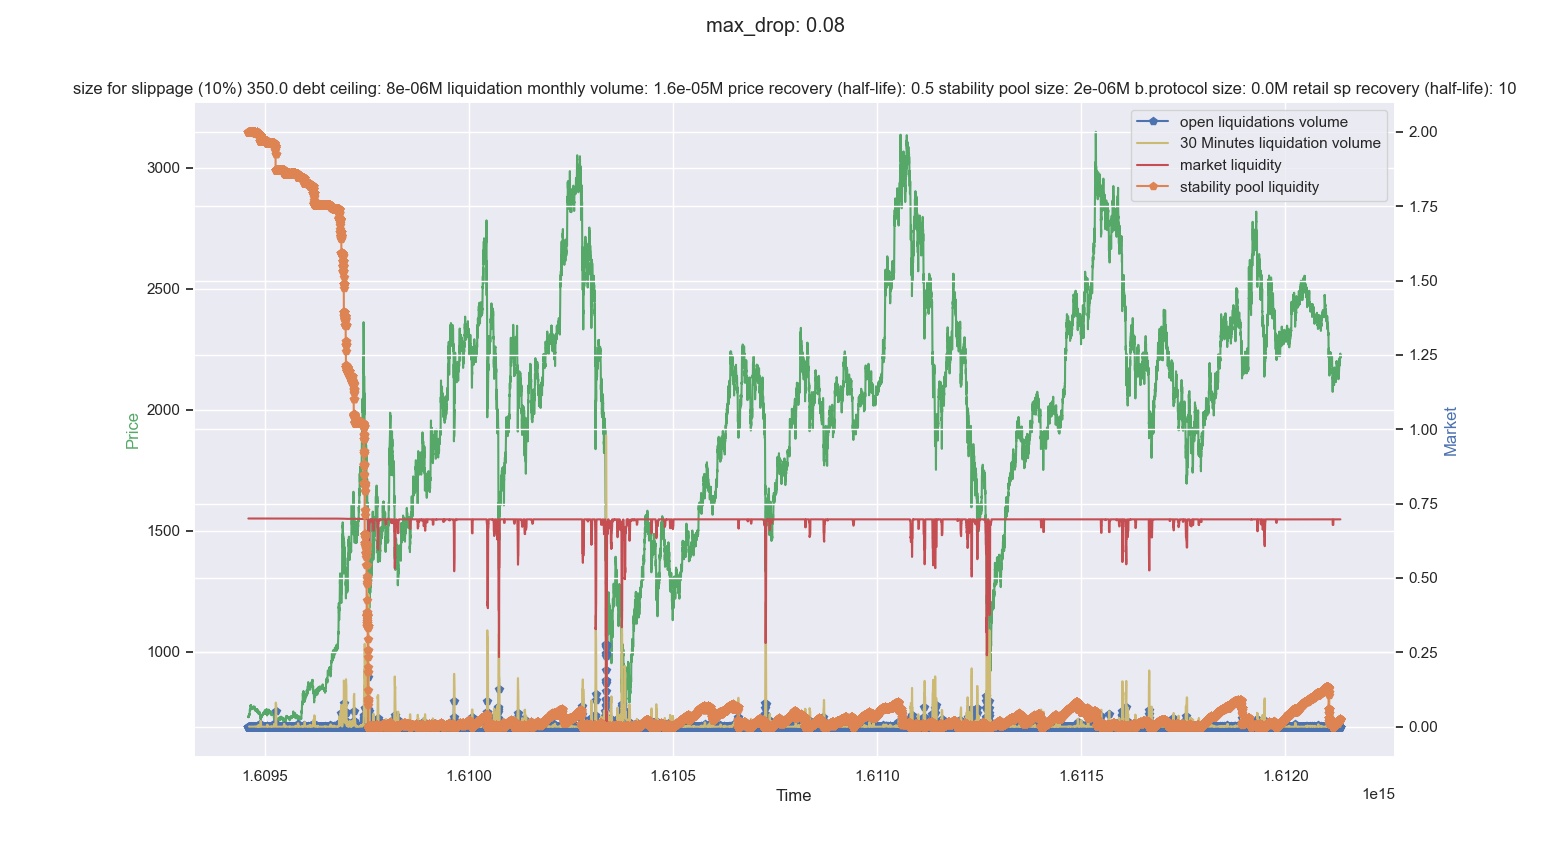 max_drop: 0.08
size for slippage (10%) 350.0 debt ceiling: 8e-06M liquidation monthly volume: 1.6e-05M price recovery (half-life): 0.5 stability pool size: 2e-06M b.protocol size: 0.0M retail sp recovery (half-life): 10
open liquidations volume
30 Minutes liquidation volume
market liquidity
stability pool liquidity
3000
2500
2000
1500
1000
Price
2.00
1.75
1.50
1.25
1.00
0.75
0.50
0.25
0.00
Market
1.6095
1.6100
1.6105
1.6110
1.6115
1.6120
1e15
Time